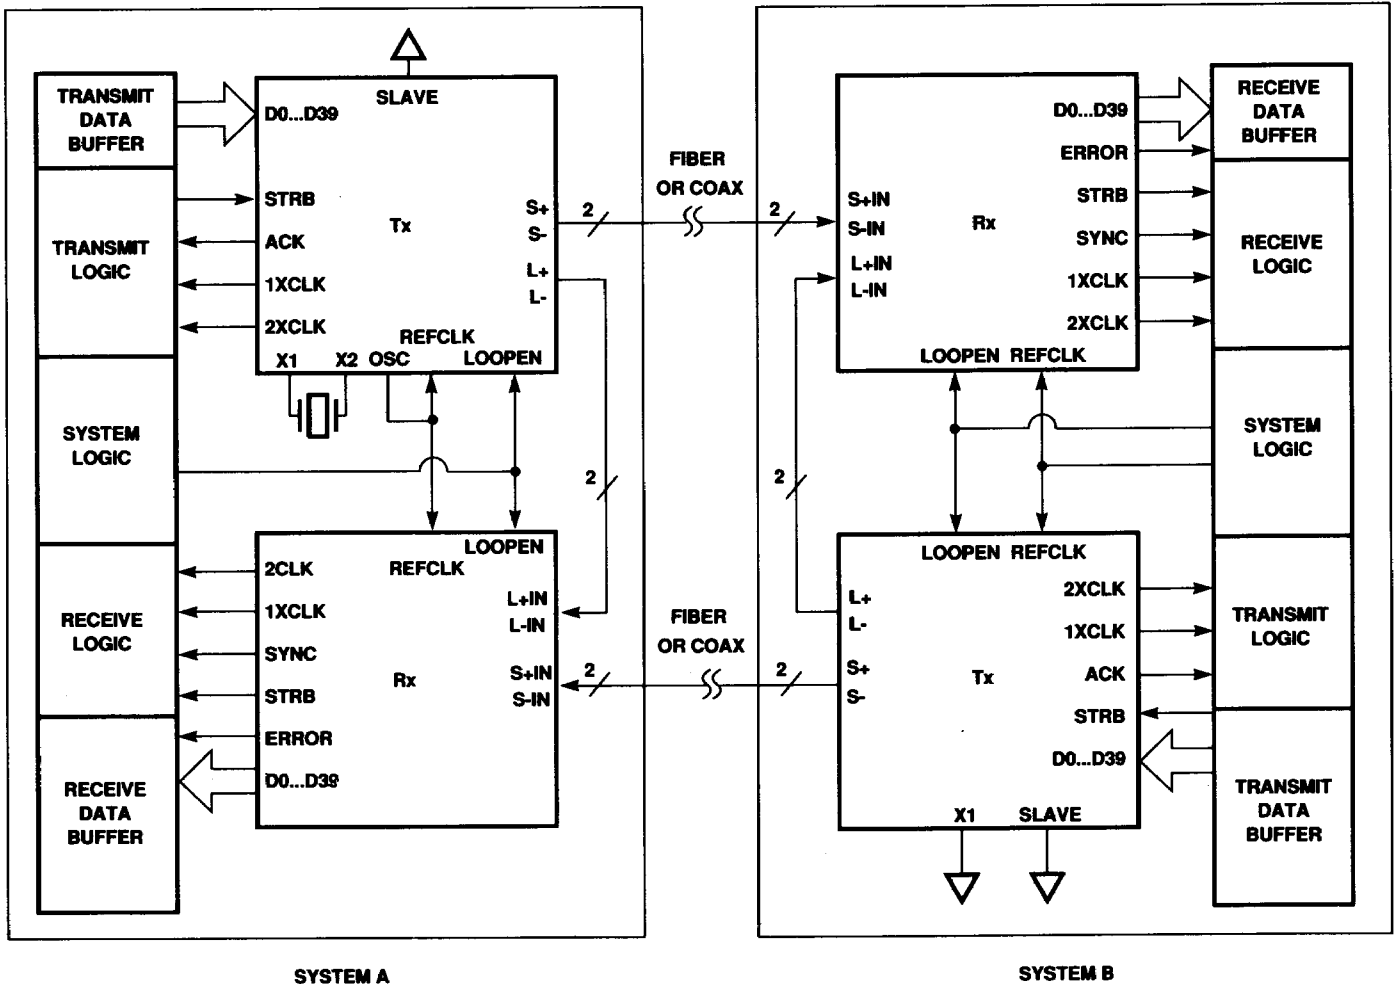 TRANSMIT
DATA
BUFFER
TRANSMIT
LOGIC
SYSTEM
LOGIC
RECEIVE
LOGIC
RECEIVE
DATA
BUFFER
SLAVE
D0...D39
STRB
ACK
1XCLK
2XCLK
Tx
S+
S-
L+
L-
REFCLK
X1
X2
OSC
LOOPEN
2
2
FIBER
OR COAX
LOOPEN
REFCLK
2CLK
1XCLK
SYNC
STRB
ERROR
D0...D39
Rx
L+IN
L-IN
S+IN
S-IN
2
FIBER
OR COAX
SYSTEM A
2
S+IN
S-IN
L+IN
L-IN
Rx
D0...D39
ERROR
STRB
SYNC
1XCLK
2XCLK
LOOPEN REFCLK
2
LOOPEN REFCLK
L+
L-
S+
S-
2
Tx
2XCLK
1XCLK
ACK
STRB
D0...D39
X1
SLAVE
RECEIVE
DATA
BUFFER
RECEIVE
LOGIC
SYSTEM
LOGIC
TRANSMIT
LOGIC
TRANSMIT
DATA
BUFFER
SYSTEM B